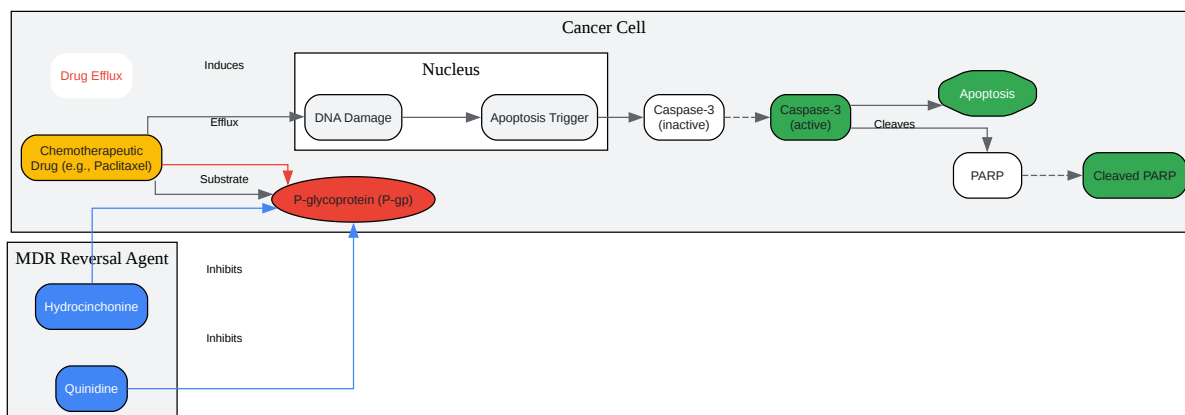 Cancer Cell
Drug Efflux
Induces
Nucleus
Apoptosis
DNA Damage
Apoptosis Trigger
Caspase-3
(inactive)
Caspase-3
(active)
Efflux
Cleaves
Chemotherapeutic
Drug (e.g., Paclitaxel)
Substrate
PARP
Cleaved PARP
P-glycoprotein (P-gp)
MDR Reversal Agent
Inhibits
Hydrocinchonine
Inhibits
Quinidine